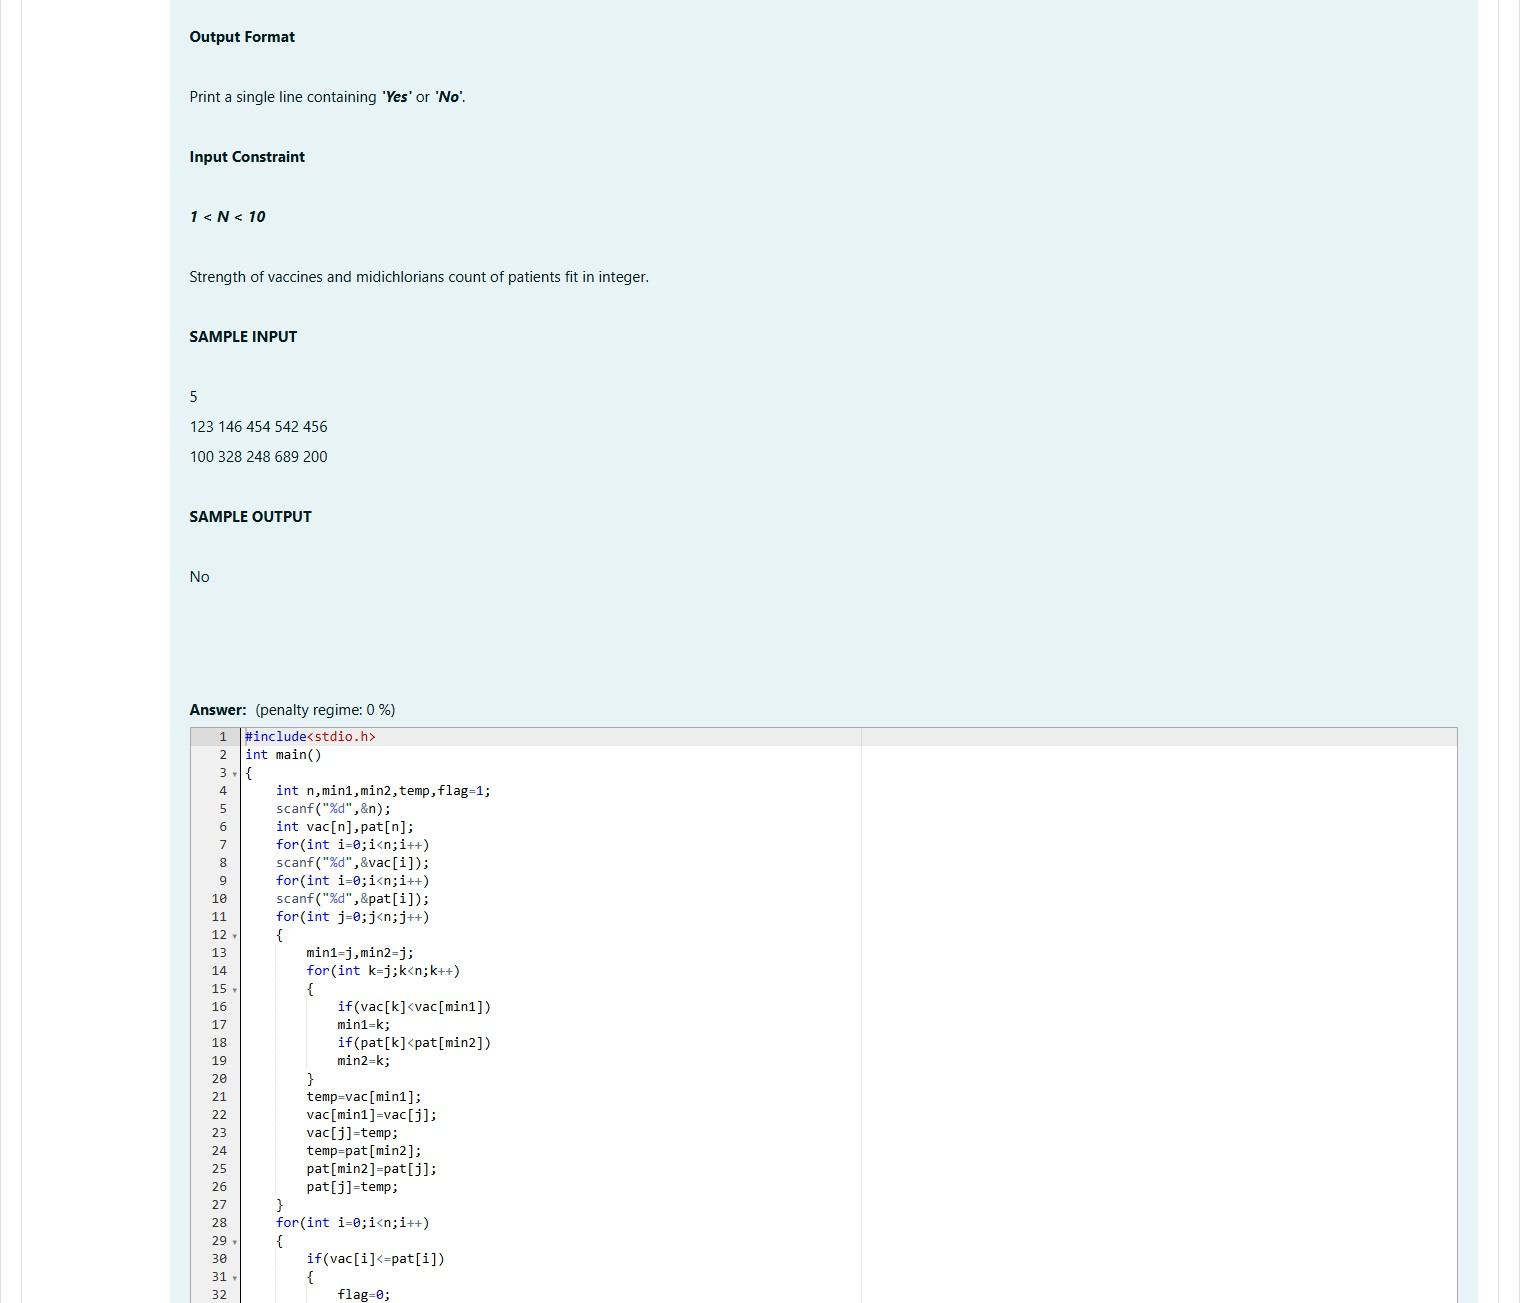 Output Format
Print a single line containing 'Yes' or 'No'.
Input Constraint
1 < N < 10
Strength of vaccines and midichlorians count of patients fit in integer.
SAMPLE INPUT
5
123 146 454 542 456
100 328 248 689 200
SAMPLE OUTPUT
No
Answer: (penalty regime: 0 %)
1 #include<stdio.h>
2 int main()
3 {
4 int n,min1,min2,temp,flag=1;
5 scanf("%d",&n);
6 int vac[n],pat[n];
7 for(int i=0;i<n;i++)
8 scanf("%d",&vac[i]);
9 for(int i=0;i<n;i++)
10 scanf("%d",&pat[i]);
11 for(int j=0;j<n;j++)
12 {
13 min1=j,min2=j;
14 for(int k=j;k<n;k++)
15 {
16 if(vac[k]<vac[min1])
17 min1=k;
18 if(pat[k]<pat[min2])
19 min2=k;
20 }
21 temp=vac[min1];
22 vac[min1]=vac[j];
23 vac[j]=temp;
24 temp=pat[min2];
25 pat[min2]=pat[j];
26 pat[j]=temp;
27 }
28 for(int i=0;i<n;i++)
29 {
30 if(vac[i]<=pat[i])
31 {
32 flag=0;